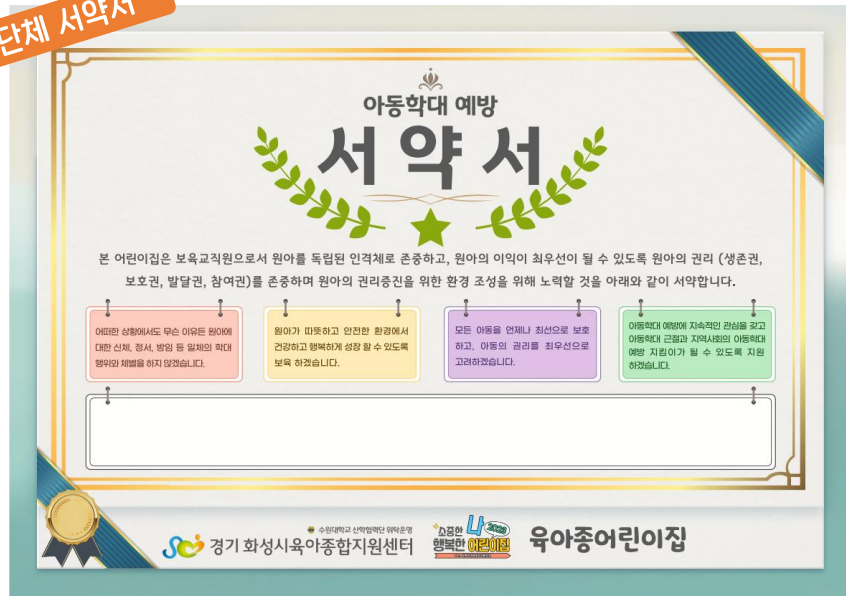 단체 서약서
아동학대 예방
서약서
본 어린이집은 보육교직원으로서 원아를 독립된 인격체로 존중하고, 원아의 이익이 최우선이 될 수 있도록 원아의 권리 (생존권,
보호권, 발달권, 참여권)를 존중하며 원아의 권리증진을 위한 환경 조성을 위해 노력할 것을 아래와 같이 서약합니다.
어떠한 상황에서도 무슨 이유든 원아에
대한 신체, 정서, 방임 등 일체의 학대
행위와 체벌을 하지 않겠습니다.
원아가 따뜻하고 안전한 환경에서
건강하고 행복하게 성장 할 수 있도록
보육 하겠습니다.
모든 아동을 언제나 최선으로 보호
하고, 아동의 권리를 최우선으로
고려하겠습니다.
아동학대 예방에 지속적인 관심을 갖고
아동학대 근절과 지역사회의 아동학대
예방 지킴이가 될 수 있도록 지원
하겠습니다.
수원대학교 산학협력단 위탁운영
경기 화성시육아종합지원센터
소중한 나 2023
행복한 어린이집
육아종어린이집